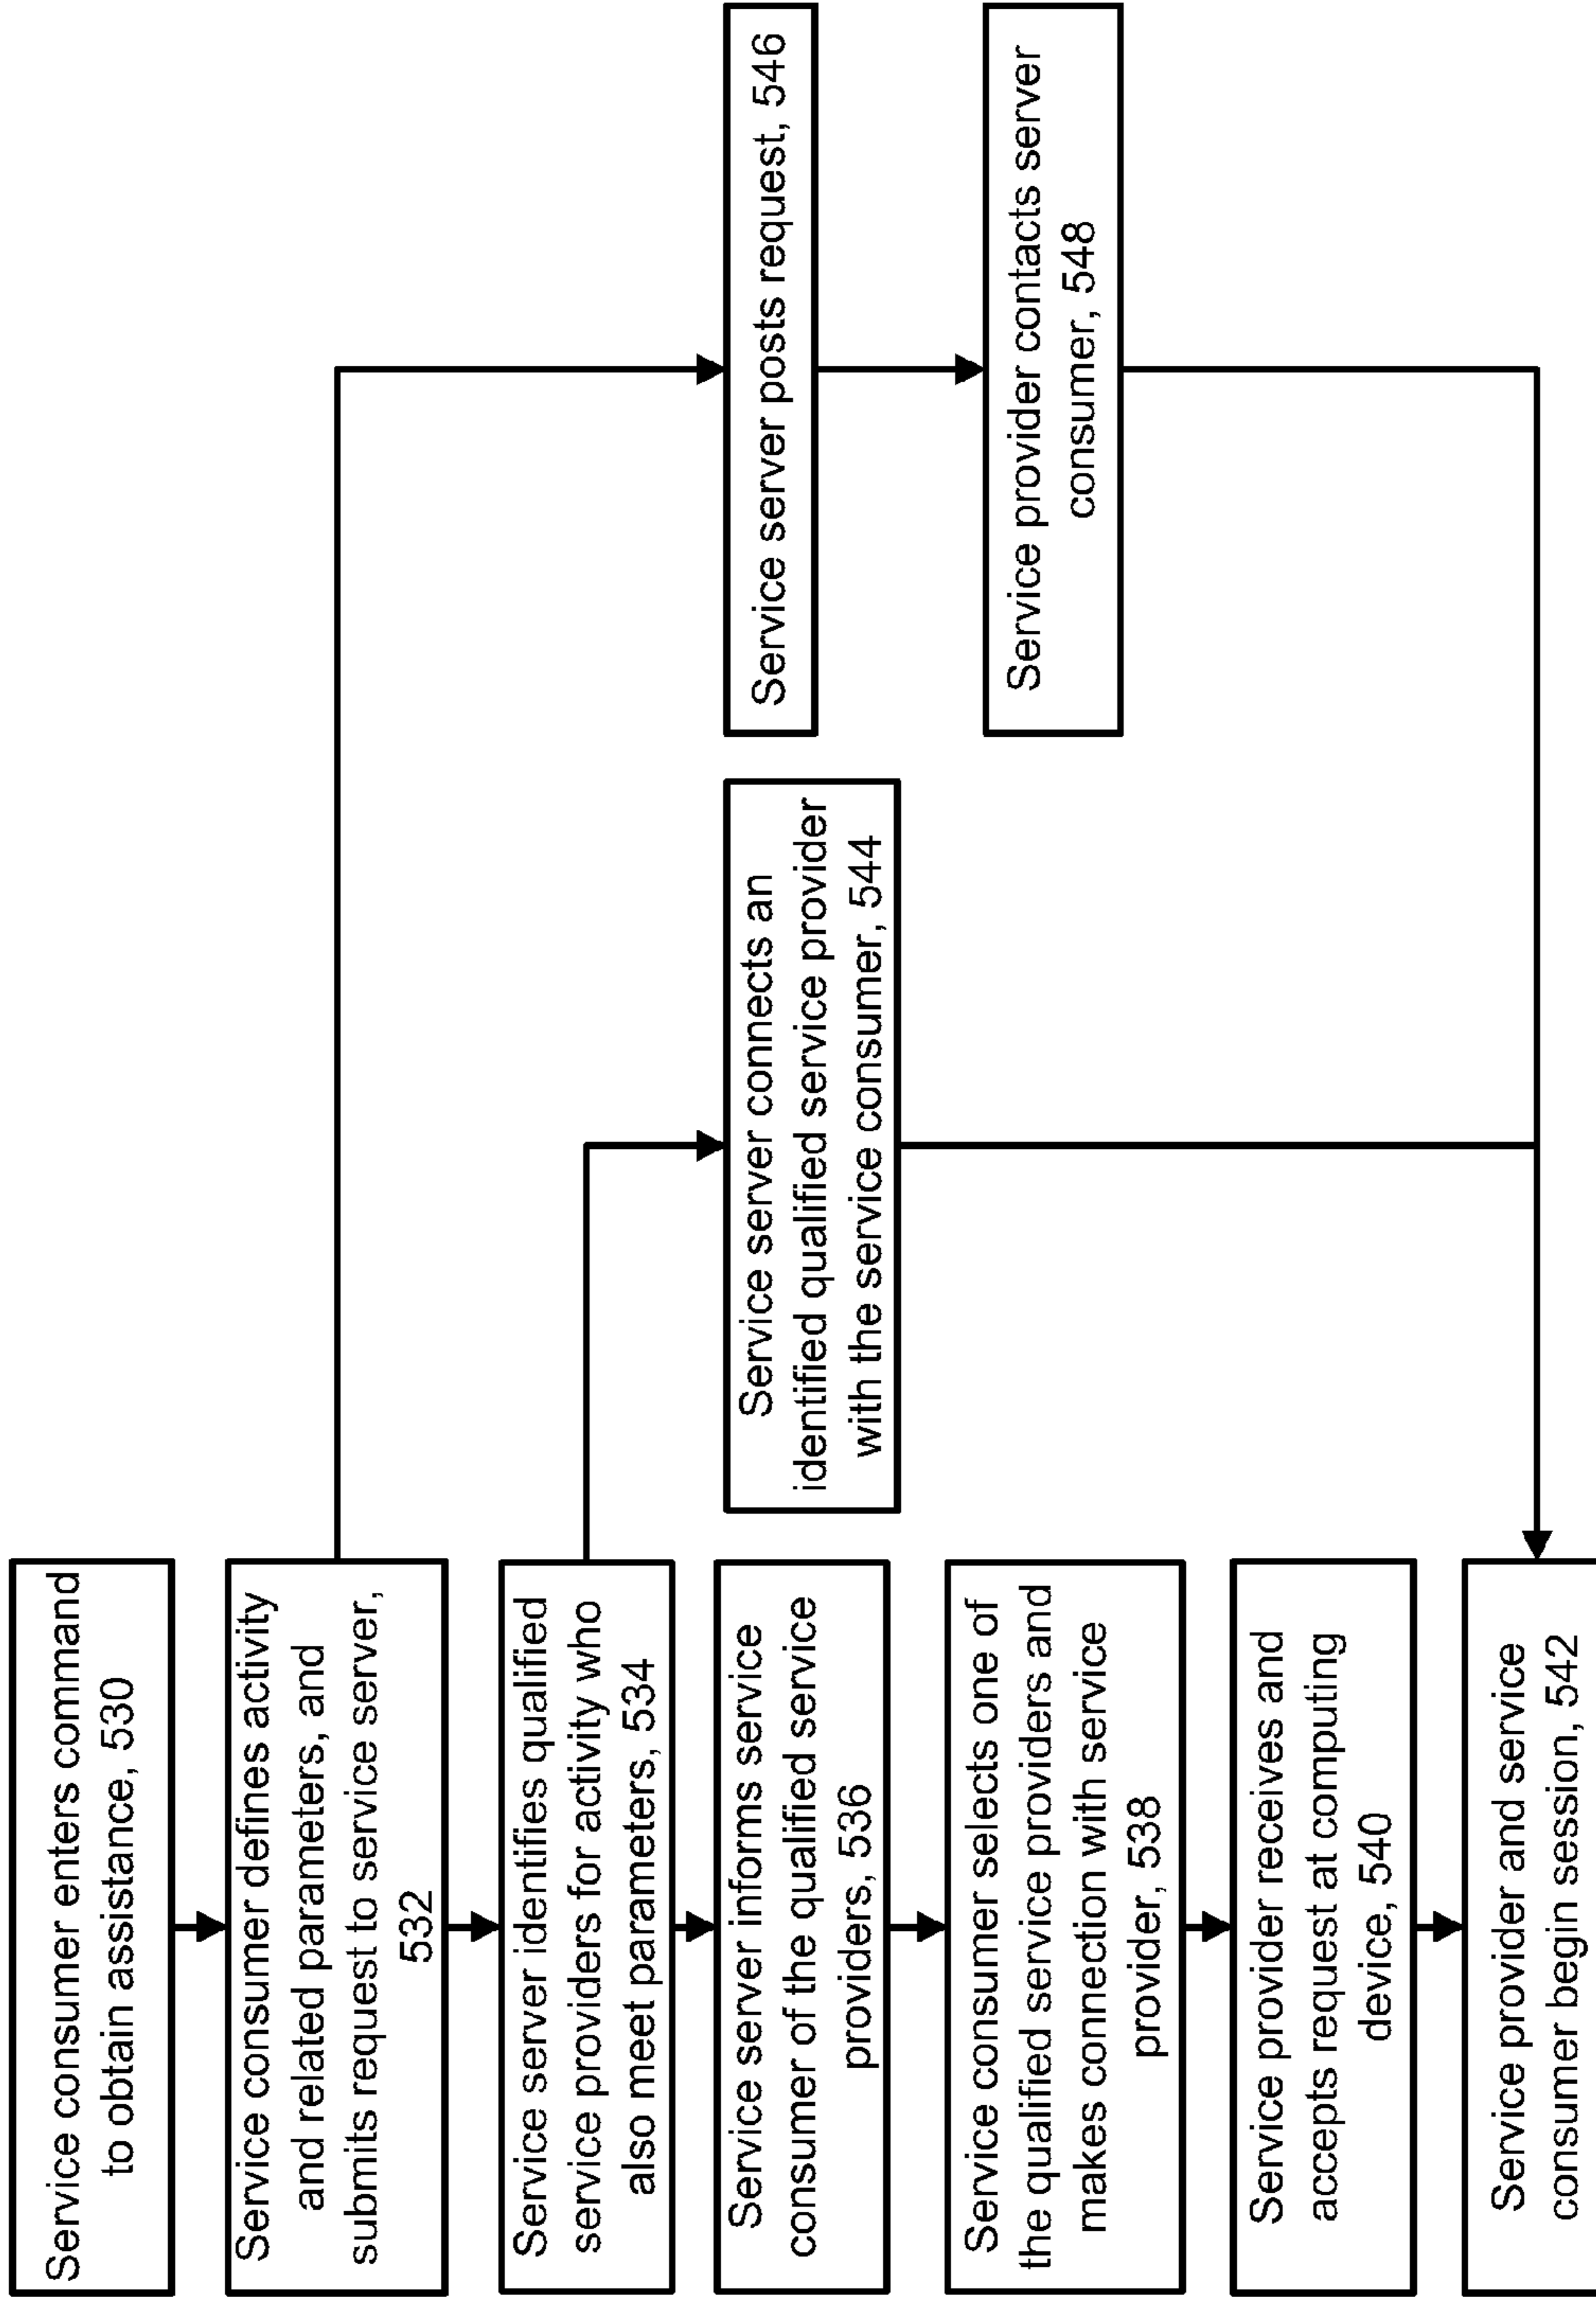 Service consumer enters command
to obtain assistance, 530
Service consumer defines activity
and related parameters, and
submits request to service server,
532
Service server identifies qualified
service providers for activity who
also meet parameters, 534
Service server informs service
consumer of the qualified service
providers, 536
Service consumer selects one of
the qualified service providers and
makes connection with service
provider, 538
Service provider receives and
accepts request at computing
device, 540
Service provider and service
consumer begin session, 542
Service server connects an
identified qualified service provider
with the service consumer, 544
Service server posts request, 546
Service provider contacts server
consumer, 548